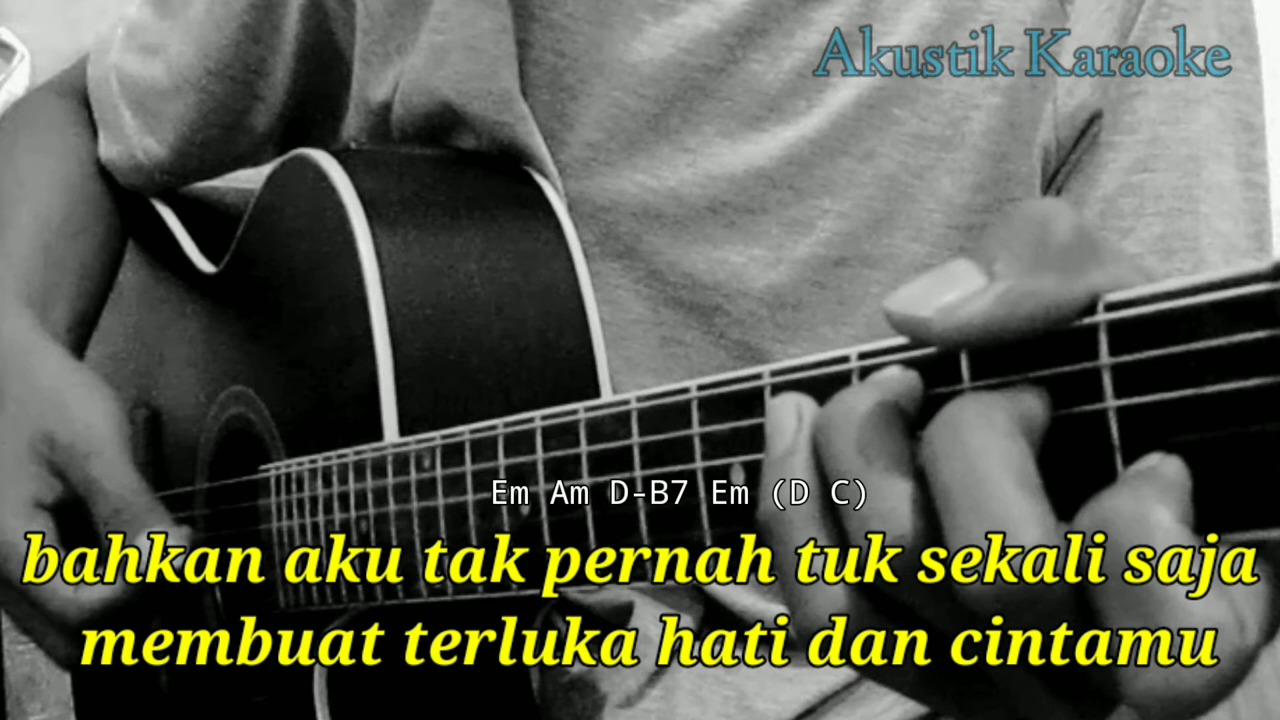 Akustik Karaoke
Em Am D-B7 Em (D C)
bahkan aku tak pernah tuk sekali saja
membuat terluka hati dan cintamu